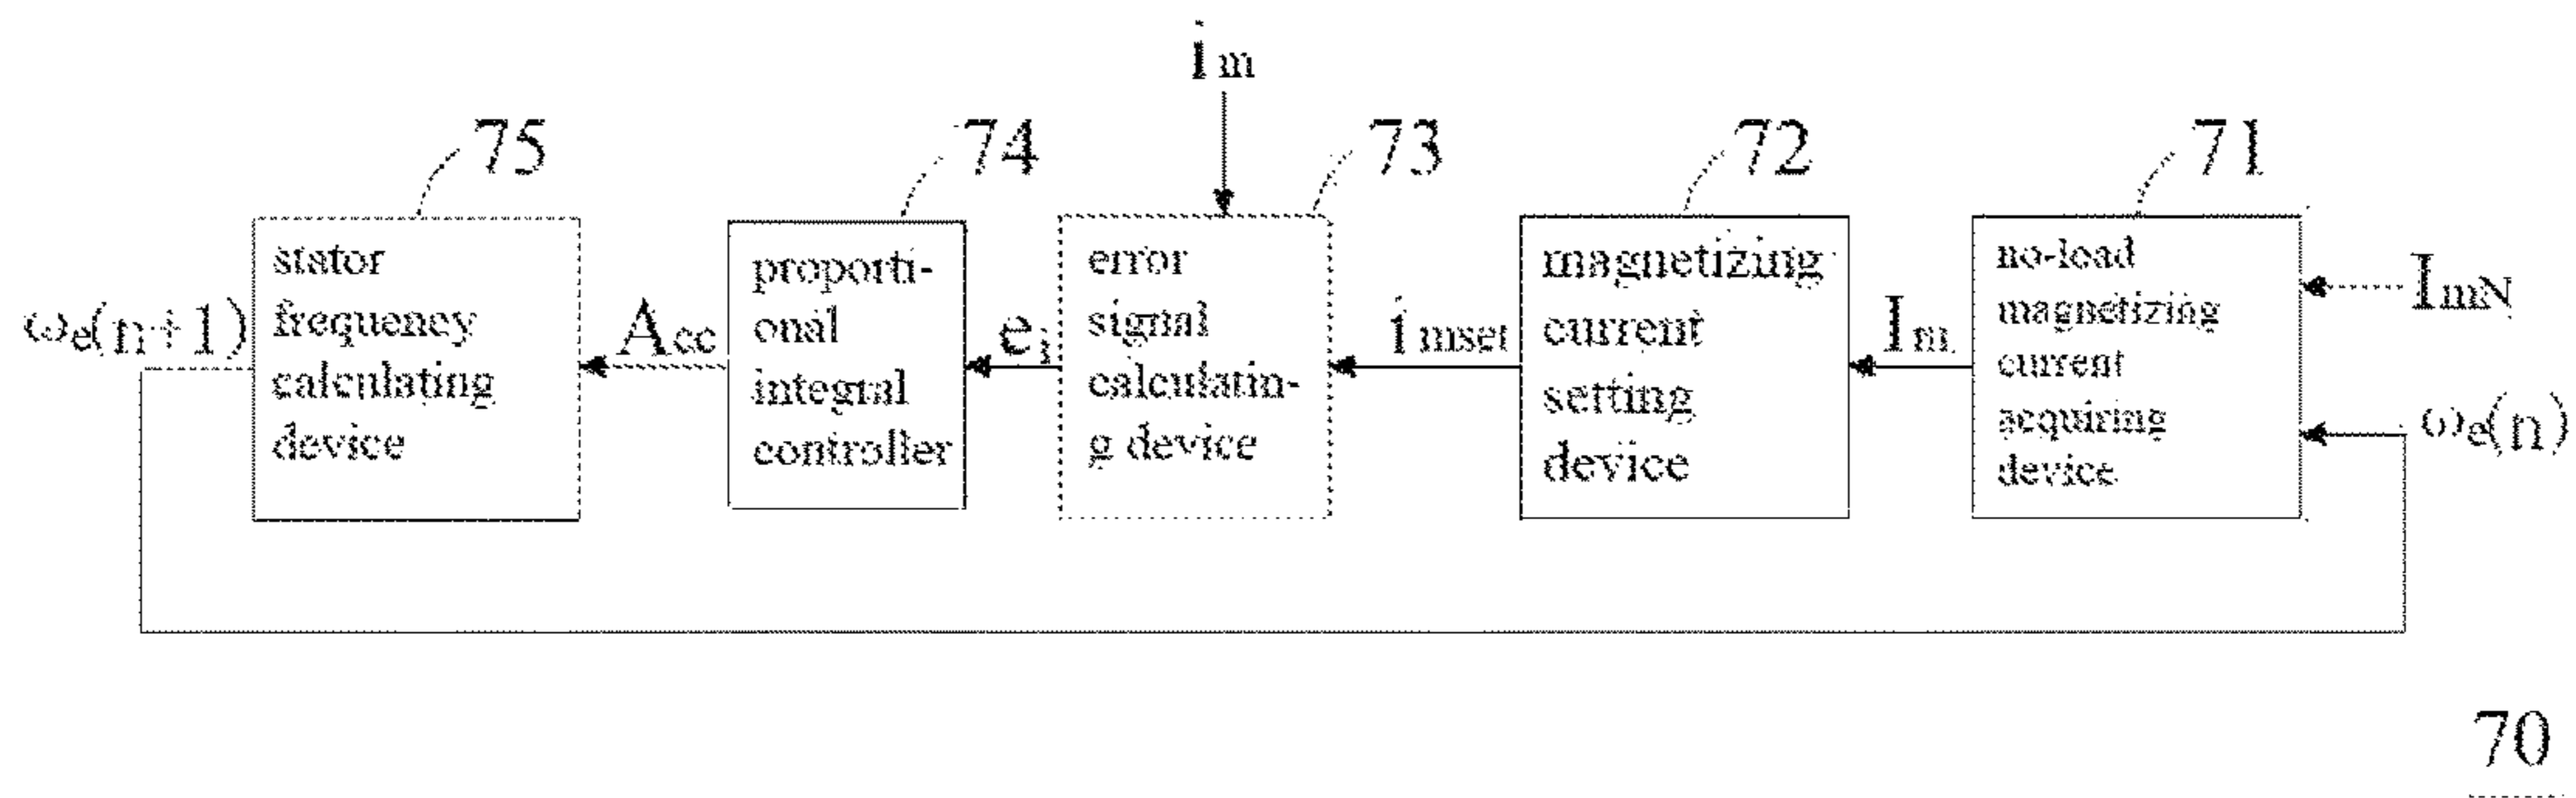 im
75
74
73
72
71
stator
frequency
calculating
device
proporti-
onal
integral
controller
error
signal
calculatin-
g device
magnetizing
current
setting
device
no-load
magnetizing
current
acquiring
device
ωe(n+1)
Acc
ei
imset
Im
ImN
ωe(n)
70